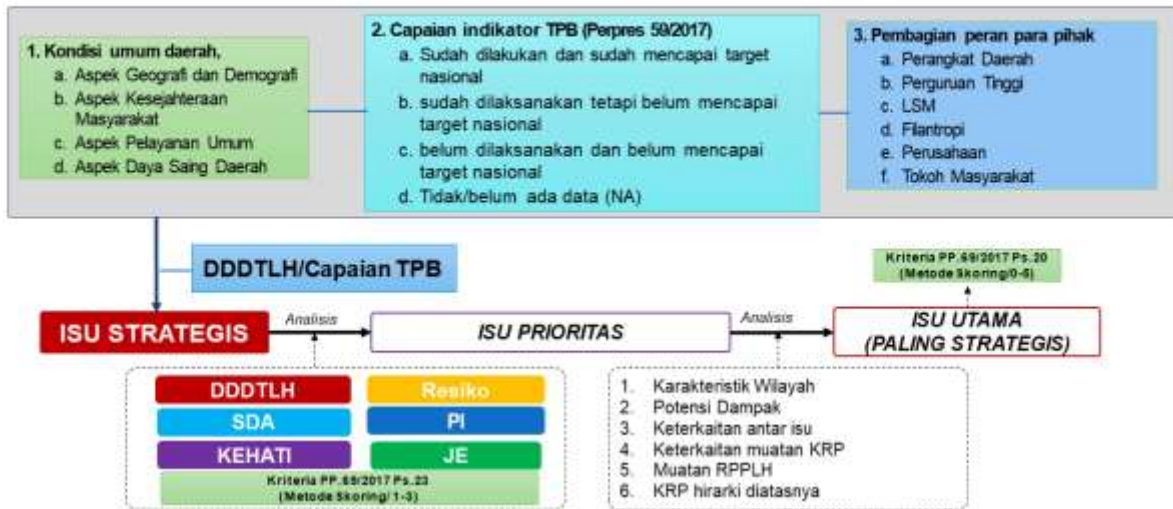 1. Kondisi umum daerah,
a. Aspek Geografi dan Demografi
b. Aspek Kesejahteraan
Masyarakat
c. Aspek Pelayanan Umum
d. Aspek Daya Saing Daerah
2. Capaian indikator TPB (Perpres 59/2017)
a. Sudah dilakukan dan sudah mencapai target
nasional
b. sudah dilaksanakan tetapi belum mencapai
target nasional
c. belum dilaksanakan dan belum mencapai
target nasional
d. Tidak/belum ada data (NA)
3. Pembagian peran para pihak
a. Perangkat Daerah
b. Perguruan Tinggi
c. LSM
d. Filantropi
e. Perusahaan
f. Tokoh Masyarakat
DDDTLH/Capaian TPB
Kriteria PP.69/2017 Ps.20
(Metode Skoring/0-5)
ISU STRATEGIS
Analisis
ISU PRIORITAS
Analisis
ISU UTAMA
(PALING STRATEGIS)
DDDTLH
Resiko
SDA
PI
KEHATI
JE
Kriteria PP.69/2017 Ps.23
(Metode Skoring/ 1-3)
1. Karakteristik Wilayah
2. Potensi Dampak
3. Keterkaitan antar isu
4. Keterkaitan muatan KRP
5. Muatan RPPLH
6. KRP hirarki diatasnya